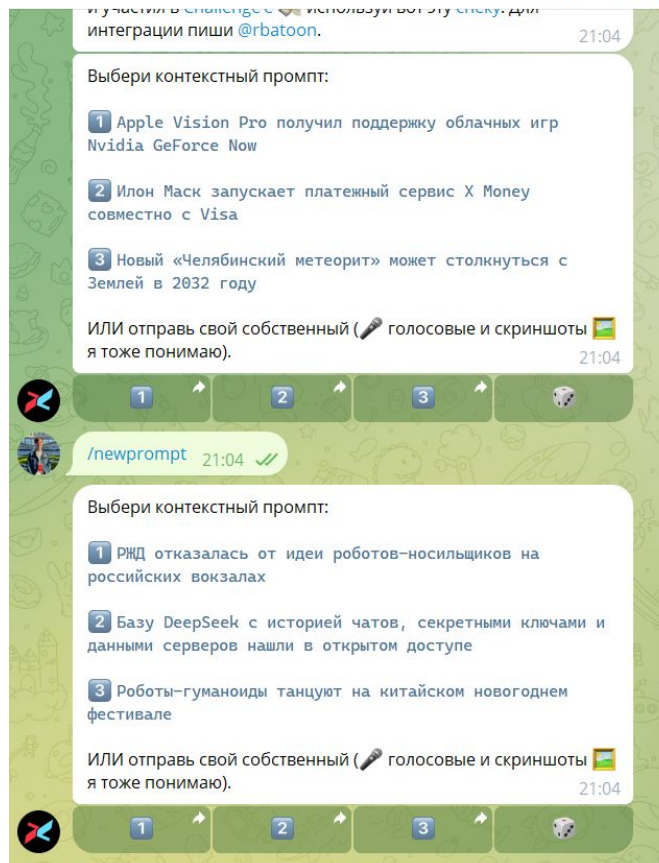 и участия в Challenge'е используй вот эту ссылку. Для
интеграции пиши @rbatoon.
21:04
Выбери контекстный промпт:
1 Apple Vision Pro получил поддержку облачных игр
Nvidia GeForce Now
2 Илон Маск запускает платежный сервис X Money
совместно с Visa
3 Новый «Челябинский метеорит» может столкнуться с
Землей в 2032 году
ИЛИ отправь свой собственный (🎤 голосовые и скриншоты 🖼️
я тоже понимаю).
21:04
1 2 3
/newprompt 21:04
Выбери контекстный промпт:
1 РЖД отказалась от идеи роботов-носильщиков на
российских вокзалах
2 Базу DeepSeek с историей чатов, секретными ключами и
данными серверов нашли в открытом доступе
3 Роботы-гуманоиды танцуют на китайском новогоднем
фестивале
ИЛИ отправь свой собственный (🎤 голосовые и скриншоты 🖼️
я тоже понимаю).
21:04
1 2 3